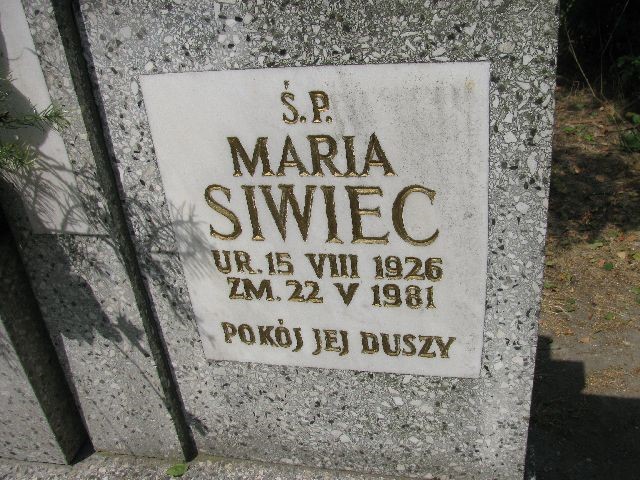 Ś.P.
MARIA
SIWIEC
UR. 15 VIII 1926
ZM. 22 V 1981
POKÓJ JEJ DUSZY